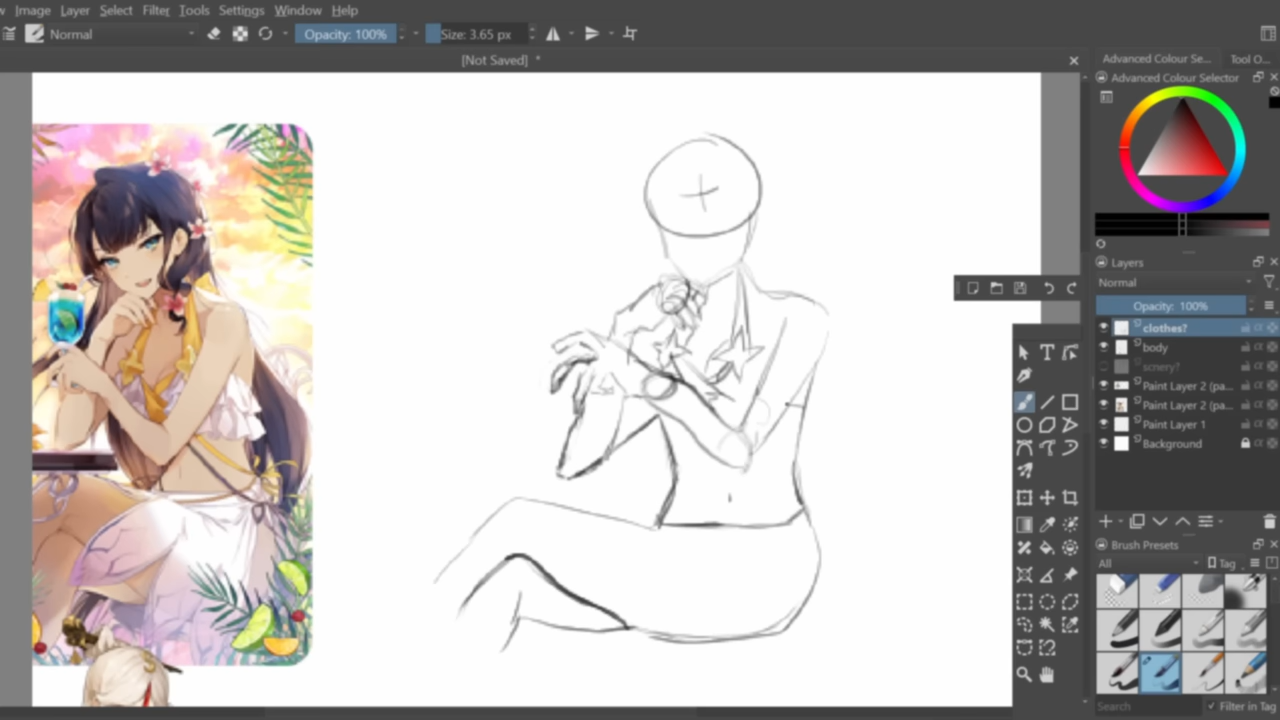 Image Layer Select Filter Tools Settings Window Help
Normal Opacity: 100% Size: 3.65 px
[Not Saved] *
Advanced Colour Se... Tool O...
Advanced Colour Selector
Layers
Normal
Opacity: 100%
clothes?
body
scnery?
Paint Layer 2 (pa...
Paint Layer 2 (pa...
Paint Layer 1
Background
Brush Presets
All Tag
Search Filter in Tag